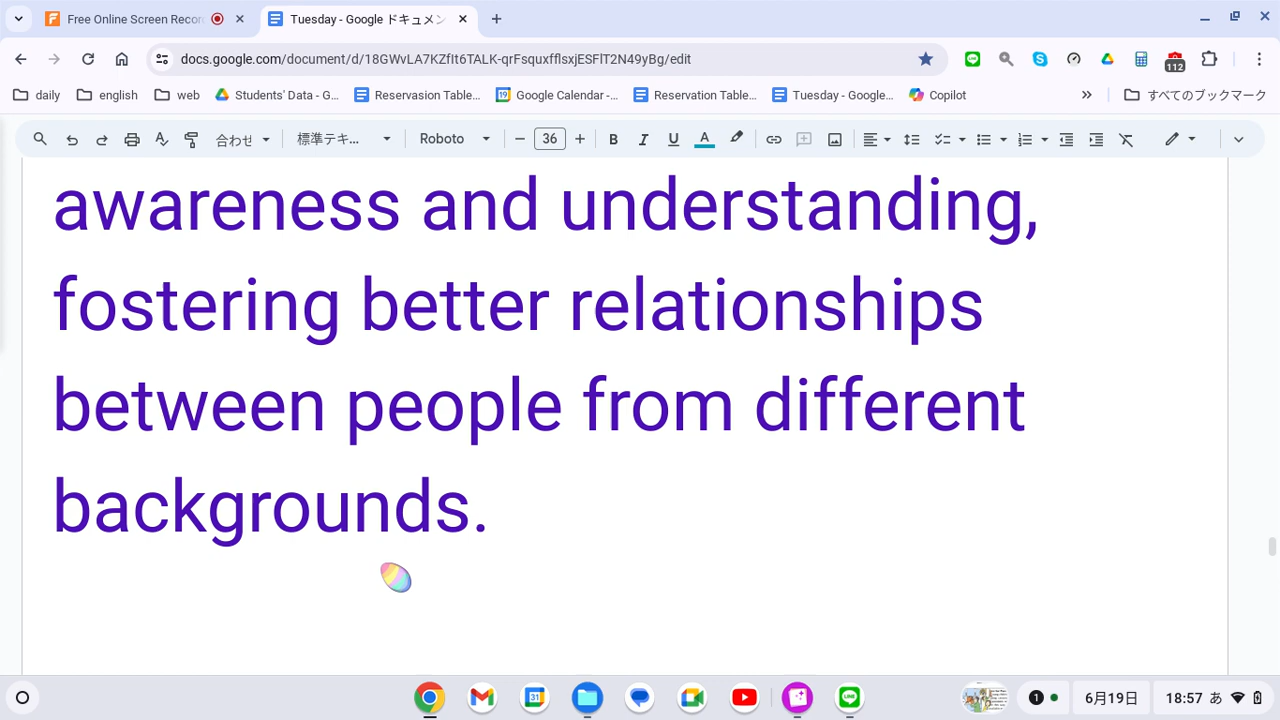 Free Online Screen Recor
Tuesday - Google ドキュメン
docs.google.com/document/d/18GWvLA7KZfIt6TALK-qrFsquxfflsxjESFlT2N49yBg/edit
112
daily
english
web
Students' Data - G...
Reservasion Table...
Google Calendar -...
Reservation Table...
Tuesday - Google...
Copilot
すべてのブックマーク
合わせ
標準テキ...
Roboto
36
B
I
U
A
awareness and understanding,
fostering better relationships
between people from different
backgrounds.
31
1
6月19日
18:57
あ